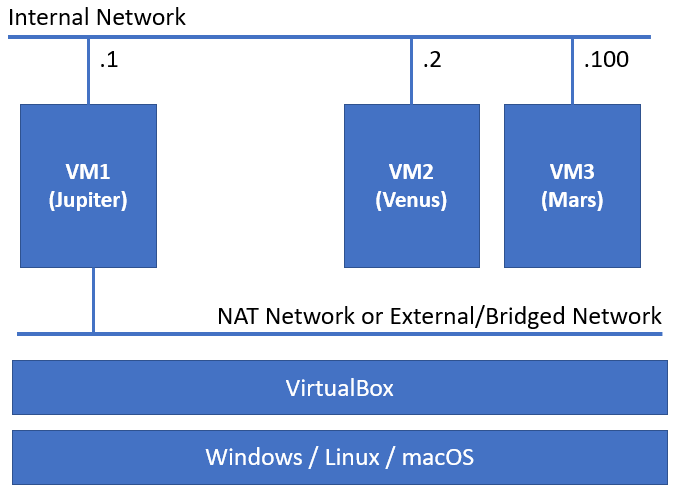 Internal Network
.1
.2
.100
VM1
(Jupiter)
VM2
(Venus)
VM3
(Mars)
NAT Network or External/Bridged Network
VirtualBox
Windows / Linux / macOS